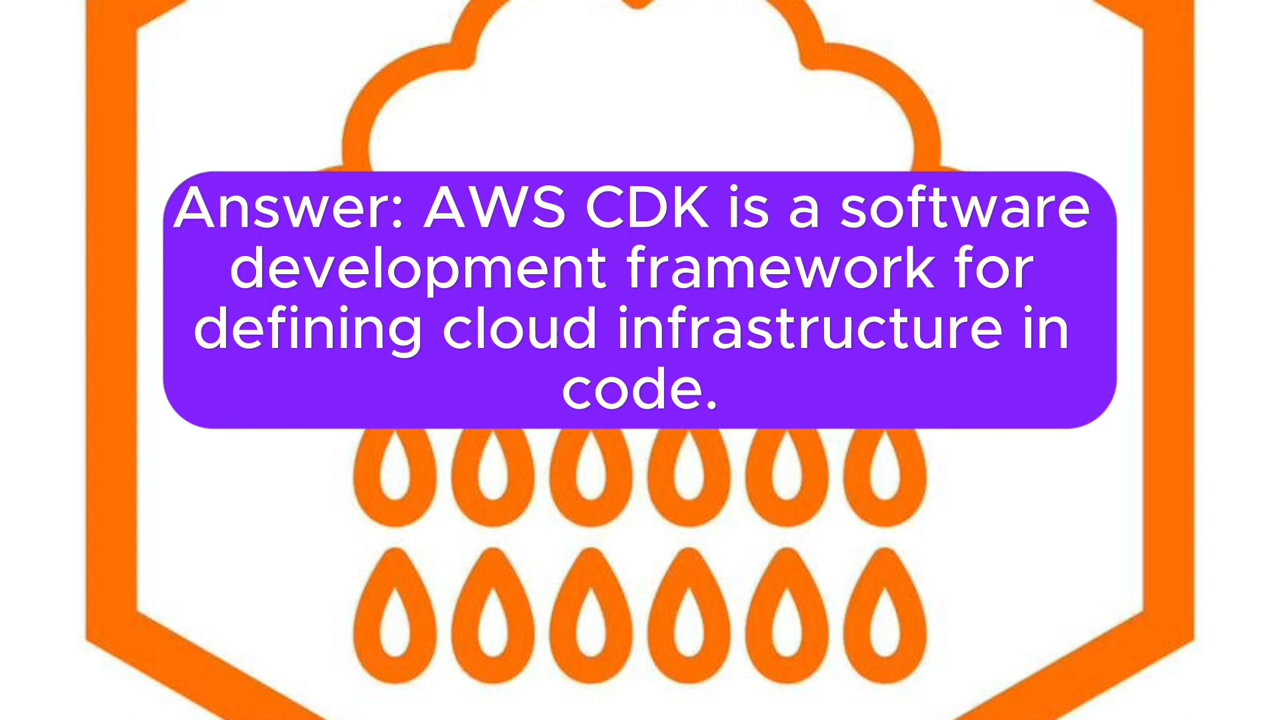 Answer: AWS CDK is a software
development framework for
defining cloud infrastructure in
code.